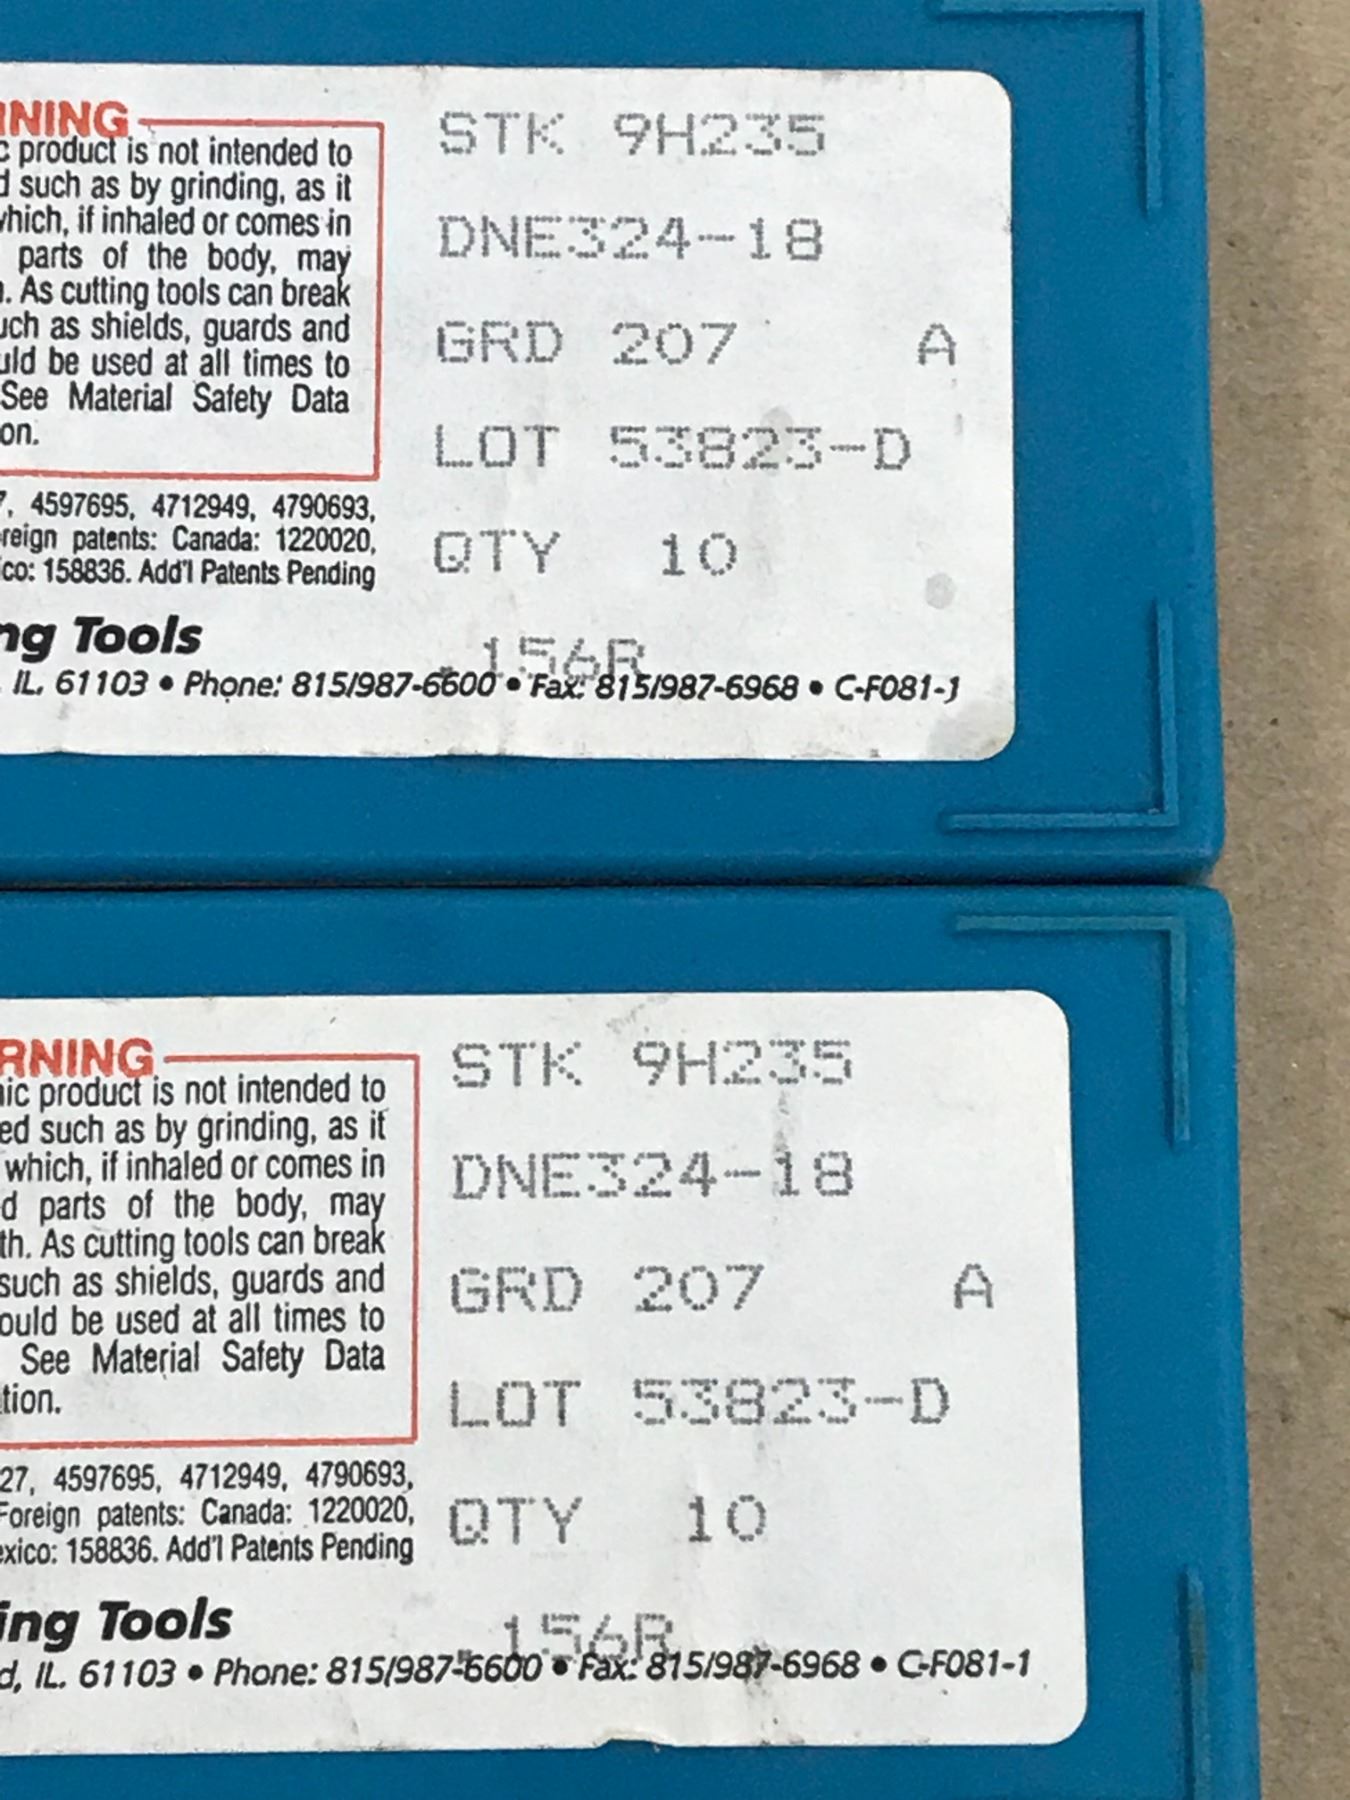 NING
STK 9H235
c product is not intended to
d such as by grinding, as it
which, if inhaled or comes in
parts of the body, may
. As cutting tools can break
uch as shields, guards and
uld be used at all times to
See Material Safety Data
on.
DNE324-18
GRD 207 A
LOT 53823-D
QTY 10
7, 4597695, 4712949, 4790693,
reign patents: Canada: 1220020,
co: 158836. Add'l Patents Pending
ng Tools
.156R
IL. 61103 • Phone: 815/987-6600 • Fax: 815/987-6968 • C-F081-1
RNING
STK 9H235
ic product is not intended to
ed such as by grinding, as it
which, if inhaled or comes in
d parts of the body, may
th. As cutting tools can break
such as shields, guards and
ould be used at all times to
See Material Safety Data
tion.
DNE324-18
GRD 207 A
LOT 53823-D
QTY 10
27, 4597695, 4712949, 4790693,
Foreign patents: Canada: 1220020,
exico: 158836. Add'l Patents Pending
ing Tools
.156R
d, IL. 61103 • Phone: 815/987-6600 • Fax: 815/987-6968 • C-F081-1